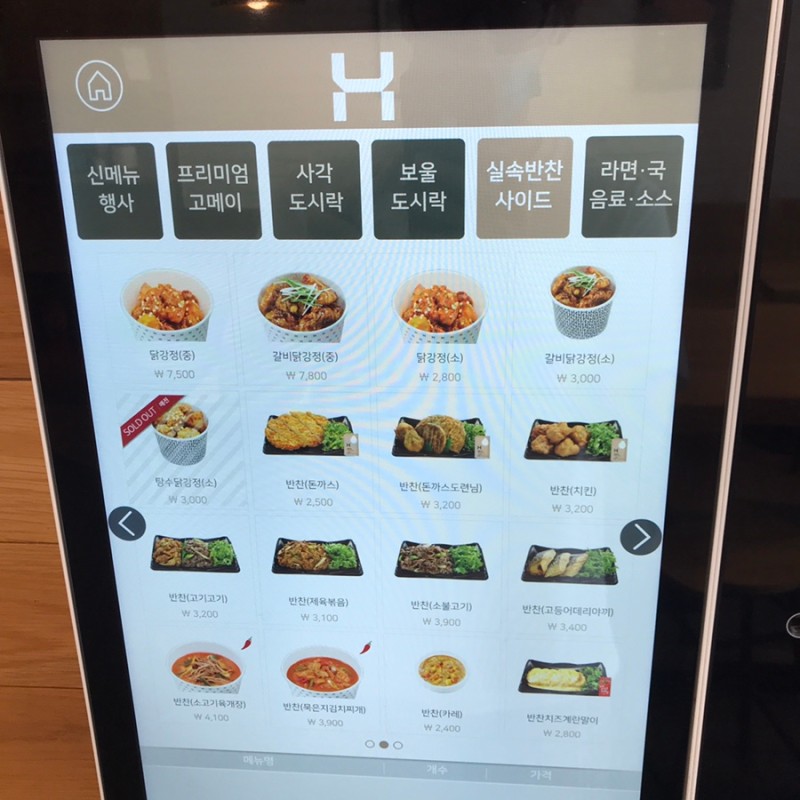 신메뉴
행사
프리미엄
고메이
사각
도시락
보울
도시락
실속반찬
사이드
라면·국
음료·소스
닭강정(중)
₩ 7,500
갈비닭강정(중)
₩ 7,800
닭강정(소)
₩ 2,800
갈비닭강정(소)
₩ 3,000
SOLD OUT 매진
탕수닭강정(소)
₩ 3,000
반찬(돈까스)
₩ 2,500
반찬(돈까스도련님)
₩ 3,200
반찬(치킨)
₩ 3,200
반찬(고기고기)
₩ 3,200
반찬(제육볶음)
₩ 3,100
반찬(소불고기)
₩ 3,900
반찬(고등어데리야끼)
₩ 3,400
반찬(소고기육개장)
₩ 4,100
반찬(묵은지김치찌개)
₩ 3,900
반찬(카레)
₩ 2,400
반찬치즈계란말이
₩ 2,800
메뉴명
개수
가격